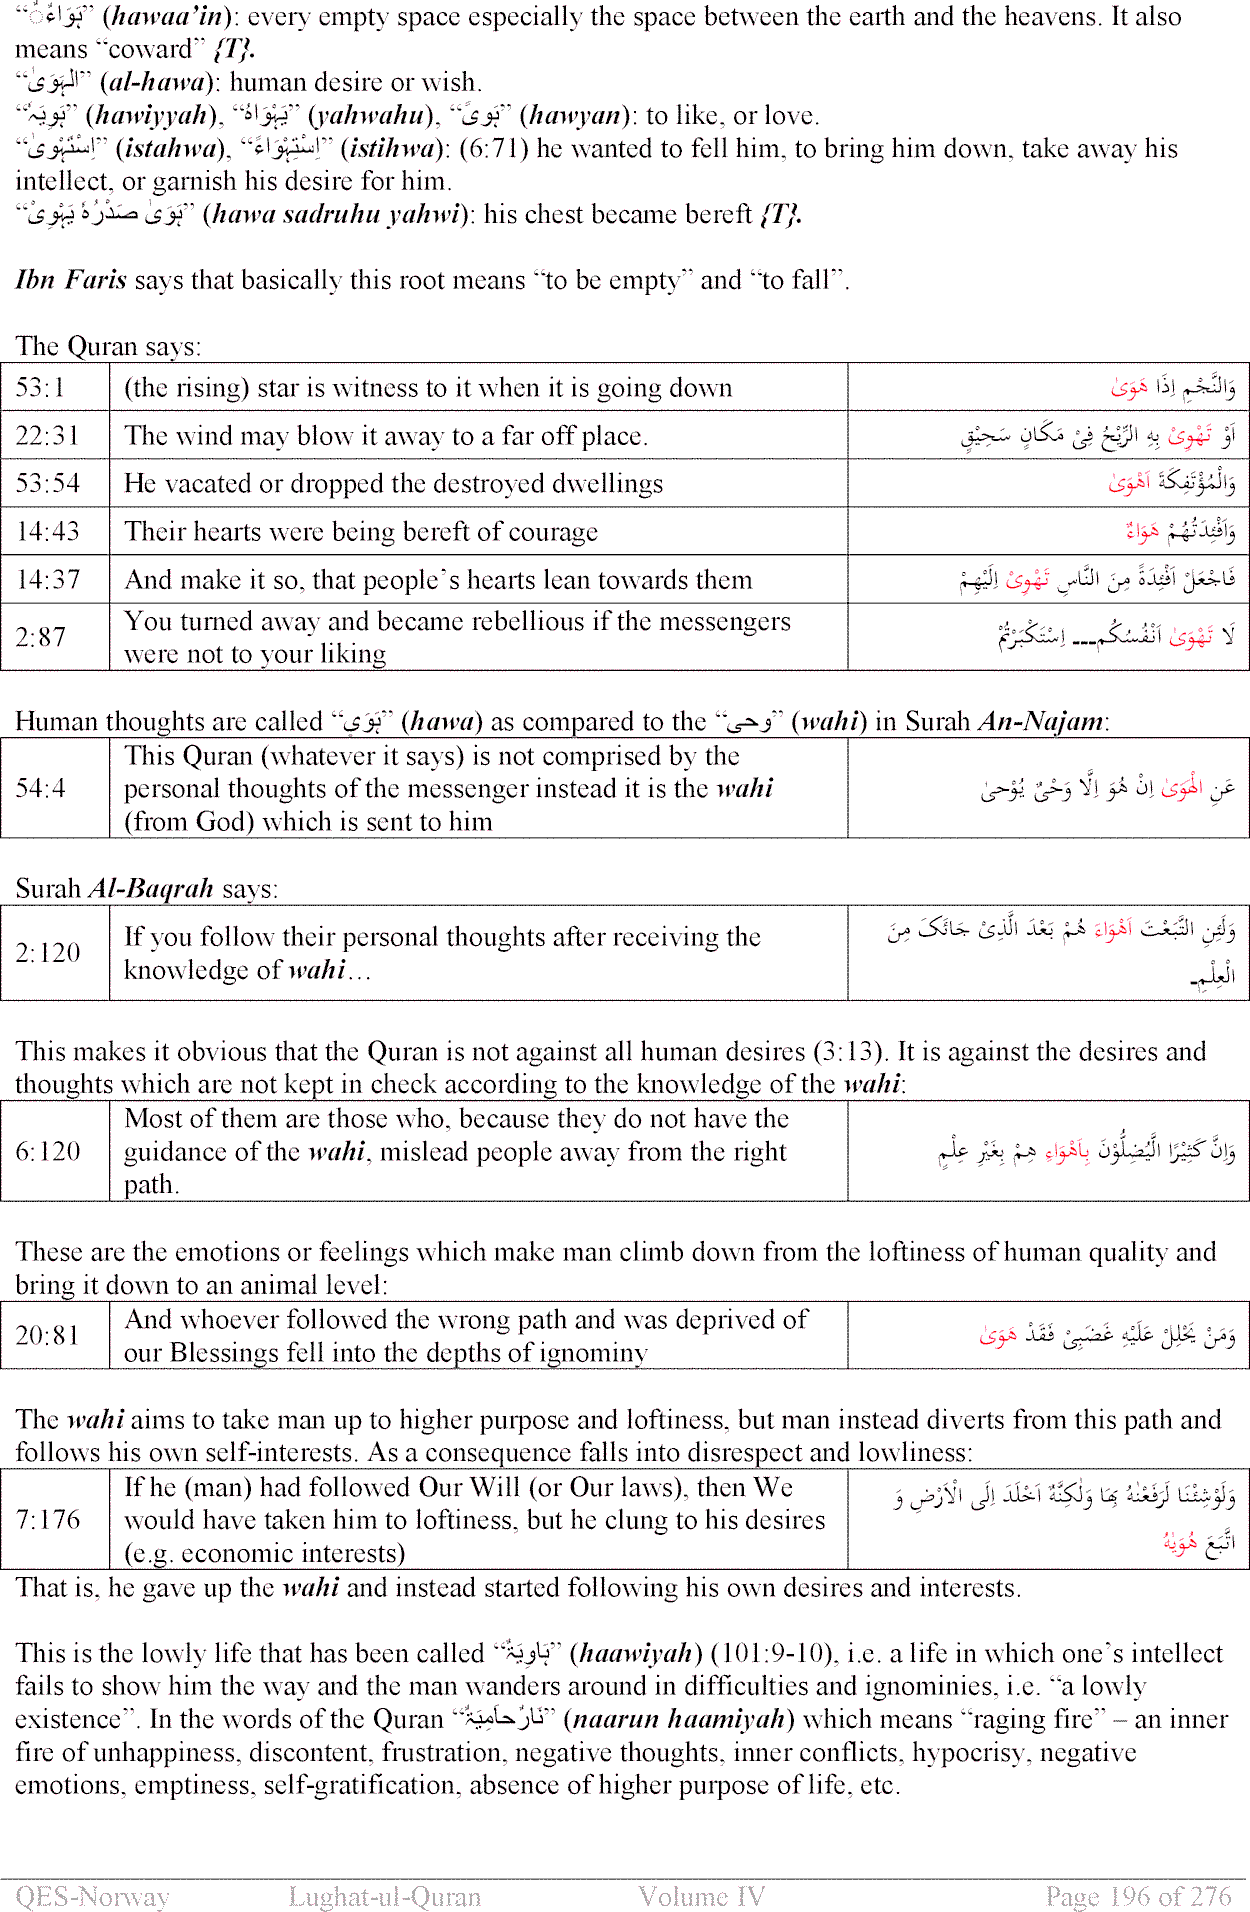 “ہَوَاءٌ” (hawaa’in): every empty space especially the space between the earth and the heavens. It also
means “coward” {T}.
“الْہَوٰی” (al-hawa): human desire or wish.
“ہَوِیَہٗ” (hawiyyah), “یَہْوَاہُ” (yahwahu), “ہَویً” (hawyan): to like, or love.
“اِسْتَہْوٰی” (istahwa), “اِسْتِہْوَاءً” (istihwa): (6:71) he wanted to fell him, to bring him down, take away his
intellect, or garnish his desire for him.
“ہَوٰی صَدْرُہٗ یَہْوِیْ” (hawa sadruhu yahwi): his chest became bereft {T}.
Ibn Faris says that basically this root means “to be empty” and “to fall”.
The Quran says:
53:1 (the rising) star is witness to it when it is going down وَالنَّجْمِ اِذَا هَوَىٰ
22:31 The wind may blow it away to a far off place. اَوْ تَهْوِىْ بِهِ الرِّيْحُ فِىْ مَكَانٍ سَحِيْقٍ
53:54 He vacated or dropped the destroyed dwellings وَالْمُؤْتَفِكَةَ اَهْوَىٰ
14:43 Their hearts were being bereft of courage وَاَفْئِدَتُهُمْ هَوَاءٌ
14:37 And make it so, that people’s hearts lean towards them فَاجْعَلْ اَفْئِدَةً مِنَ النَّاسِ تَهْوِىْ اِلَيْهِمْ
2:87 You turned away and became rebellious if the messengers
were not to your liking لَا تَهْوَىٰ اَنْفُسُكُم--- اِسْتَكْبَرْتُمْ
Human thoughts are called “ہَوَیٰ” (hawa) as compared to the “وحی” (wahi) in Surah An-Najam:
54:4 This Quran (whatever it says) is not comprised by the
personal thoughts of the messenger instead it is the wahi
(from God) which is sent to him عَنِ الْهَوَىٰ اِنْ هُوَ اِلَّا وَحْىٌ يُوْحىٰ
Surah Al-Baqrah says:
2:120 If you follow their personal thoughts after receiving the
knowledge of wahi… وَلَئِنِ اتَّبَعْتَ اَهْوَاءَ هُمْ بَعْدَ الَّذِىْ جَائَكَ مِنَ
الْعِلْمِ-
This makes it obvious that the Quran is not against all human desires (3:13). It is against the desires and
thoughts which are not kept in check according to the knowledge of the wahi:
6:120 Most of them are those who, because they do not have the
guidance of the wahi, mislead people away from the right
path. وَاِنَّ كَثِيْرًا لَّيُضِلُّوْنَ بِاَهْوَاءِ هِمْ بِغَيْرِ عِلْمٍ
These are the emotions or feelings which make man climb down from the loftiness of human quality and
bring it down to an animal level:
20:81 And whoever followed the wrong path and was deprived of
our Blessings fell into the depths of ignominy وَمَنْ يَحْلِلْ عَلَيْهِ غَضَبِىْ فَقَدْ هَوَىٰ
The wahi aims to take man up to higher purpose and loftiness, but man instead diverts from this path and
follows his own self-interests. As a consequence falls into disrespect and lowliness:
7:176 If he (man) had followed Our Will (or Our laws), then We
would have taken him to loftiness, but he clung to his desires
(e.g. economic interests) وَلَوْشِئْنَا لَرَفَعْنٰهُ بِهَا وَلٰكِنَّهٗ اَخْلَدَ اِلَى الْاَرْضِ وَ
اتَّبَعَ هَوٰىهُ
That is, he gave up the wahi and instead started following his own desires and interests.
This is the lowly life that has been called “ہَاوِیَۃٌ” (haawiyah) (101:9-10), i.e. a life in which one’s intellect
fails to show him the way and the man wanders around in difficulties and ignominies, i.e. “a lowly
existence”. In the words of the Quran “نَارٌ حاَمِیَۃٌ” (naarun haamiyah) which means “raging fire” – an inner
fire of unhappiness, discontent, frustration, negative thoughts, inner conflicts, hypocrisy, negative
emotions, emptiness, self-gratification, absence of higher purpose of life, etc.
QES-Norway Lughat-ul-Quran Volume IV Page 196 of 276